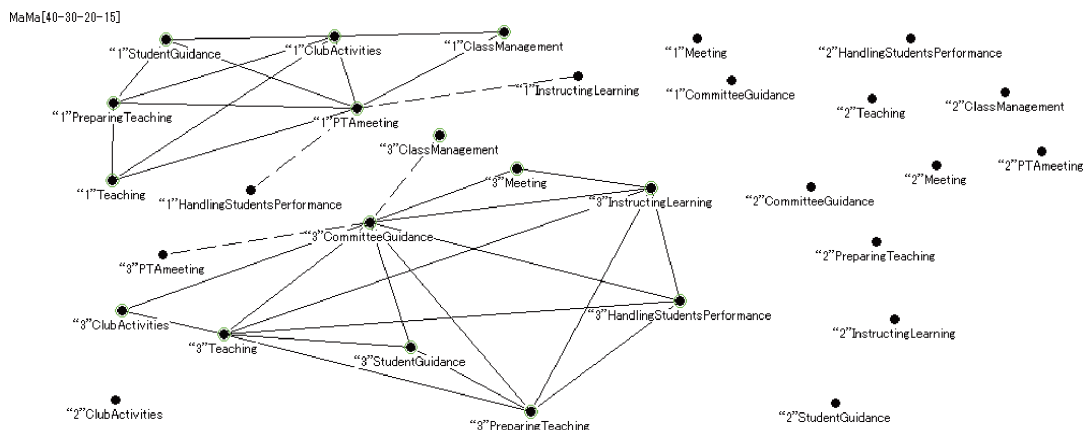 MaMa[40-30-20-15]
“1”StudentGuidance
“1”ClubActivities
“1”ClassManagement
“1”Meeting
“2”HandlingStudentsPerformance
“1”InstructingLearning
“1”CommitteeGuidance
“2”ClassManagement
“2”Teaching
“1”PreparingTeaching
“1”PTAmeeting
“3”ClassManagement
“2”PTAmeeting
“2”Meeting
“3”Meeting
“1”Teaching
“1”HandlingStudentsPerformance
“3”InstructingLearning
“2”CommitteeGuidance
“3”CommitteeGuidance
“2”PreparingTeaching
“3”PTAmeeting
“3”HandlingStudentsPerformance
“3”ClubActivities
“2”InstructingLearning
“3”Teaching
“3”StudentGuidance
“2”ClubActivities
“2”StudentGuidance
“3”PreparingTeaching